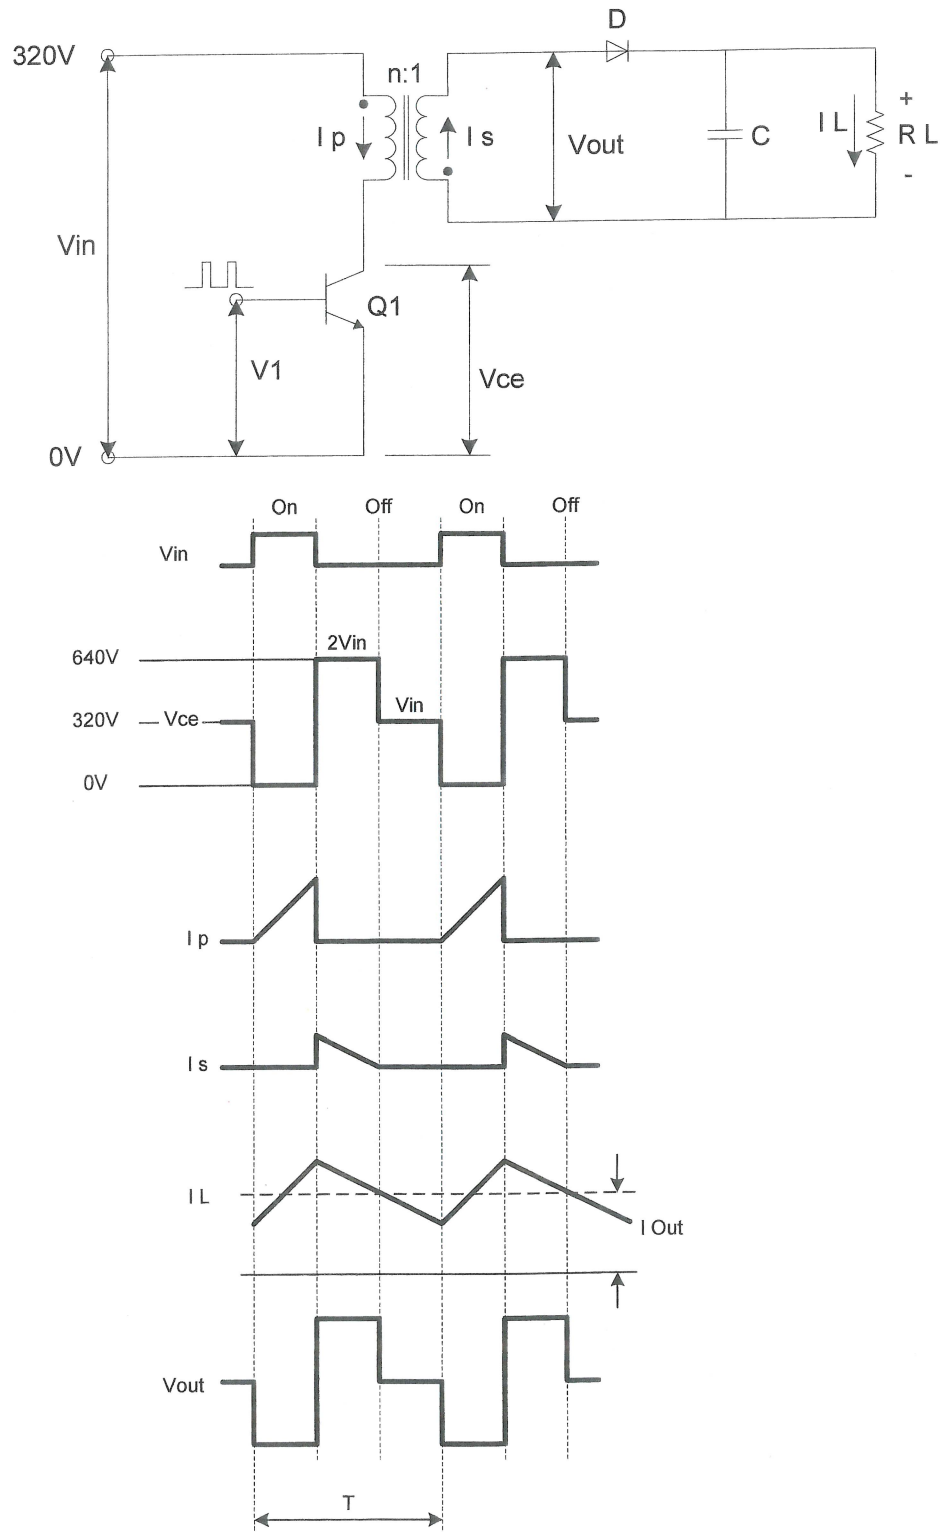 D
320V
n:1
I p
I s
Vout
C
I L
+
R L
-
Vin
Q1
V1
Vce
0V
On Off On Off
Vin
2Vin
640V
Vin
320V Vce
0V
I p
I s
I L
I Out
Vout
T